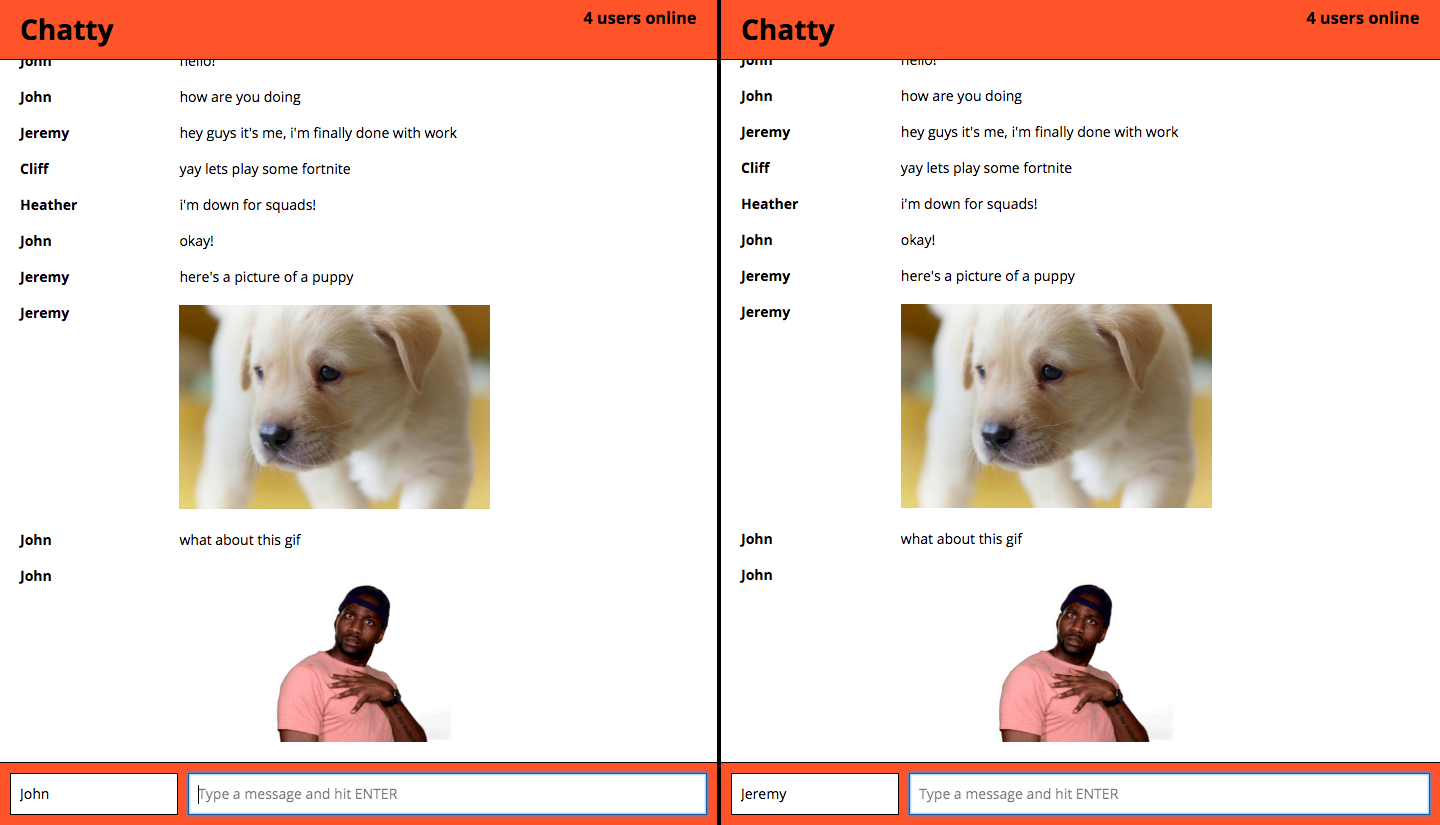 Chatty
4 users online
John hello!
John how are you doing
Jeremy hey guys it's me, i'm finally done with work
Cliff yay lets play some fortnite
Heather i'm down for squads!
John okay!
Jeremy here's a picture of a puppy
Jeremy
John what about this gif
John
John Type a message and hit ENTER
Chatty
4 users online
John hello!
John how are you doing
Jeremy hey guys it's me, i'm finally done with work
Cliff yay lets play some fortnite
Heather i'm down for squads!
John okay!
Jeremy here's a picture of a puppy
Jeremy
John what about this gif
John
Jeremy Type a message and hit ENTER